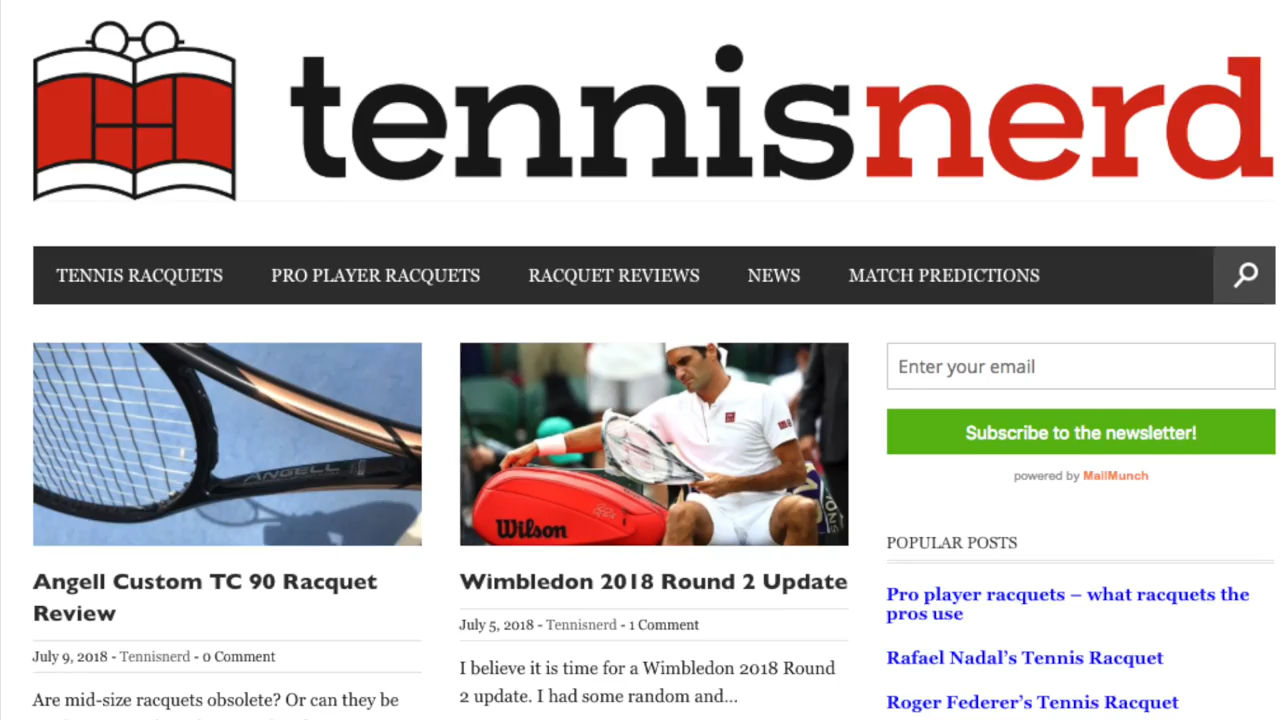 tennisnerd
TENNIS RACQUETS PRO PLAYER RACQUETS RACQUET REVIEWS NEWS MATCH PREDICTIONS
ANGELL
Wilson
YONS
Angell Custom TC 90 Racquet
Review
July 9, 2018 - Tennisnerd - 0 Comment
Are mid-size racquets obsolete? Or can they be
Wimbledon 2018 Round 2 Update
July 5, 2018 - Tennisnerd - 1 Comment
I believe it is time for a Wimbledon 2018 Round
2 update. I had some random and...
Enter your email
Subscribe to the newsletter!
powered by MailMunch
POPULAR POSTS
Pro player racquets – what racquets the
pros use
Rafael Nadal's Tennis Racquet
Roger Federer's Tennis Racquet